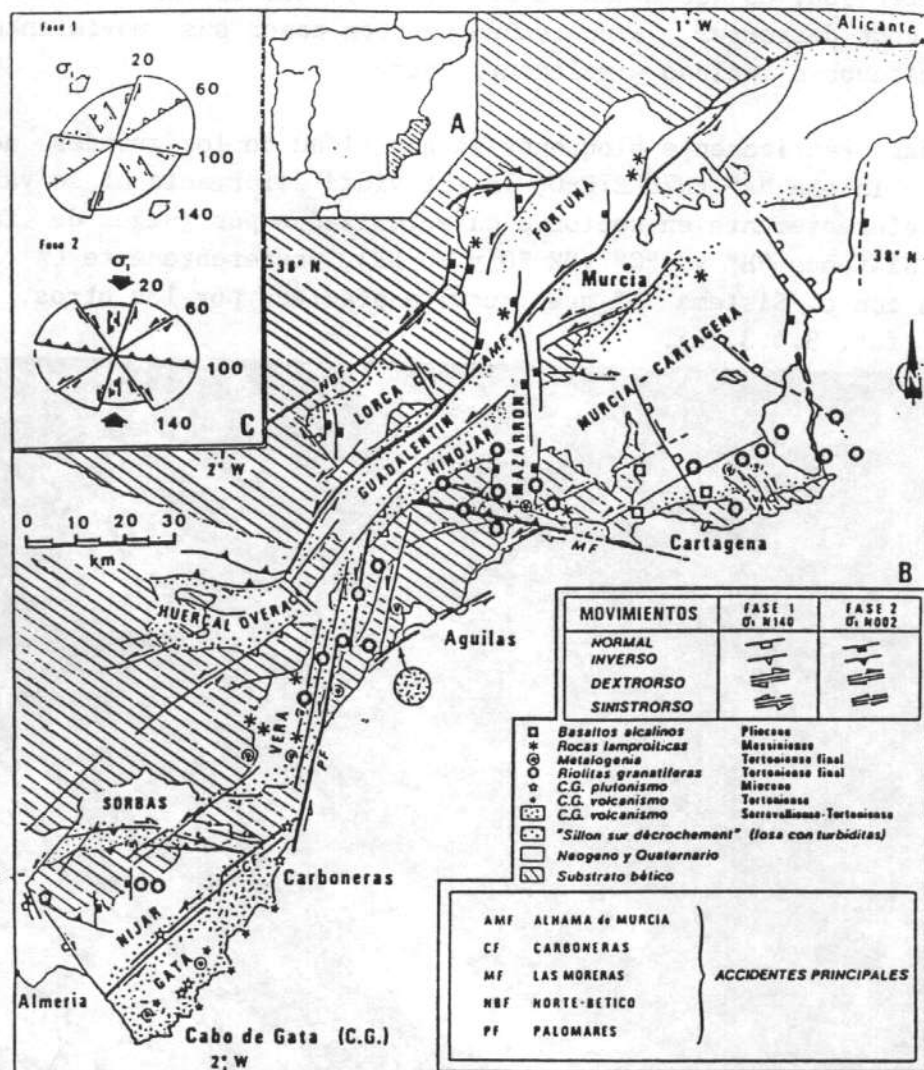 Fase 1
σ₁
20
60
100
140
Fase 2
σ₁
20
60
100
140
C
A
1° W
Alicante
38° N
38° N
FORTUNA
Murcia
AMF
NBF
LORCA
GUADALENTIN
HINOJAR
MAZARRON
MURCIA - CARTAGENA
2° W
0 10 20 30
km
MF
Cartagena
HUERCAL OVERA
Aguilas
B
VERA
PF
SORBAS
CF
Carboneras
NIJAR
GATA
Almeria
Cabo de Gata (C.G.)
2° W
MOVIMIENTOS FASE 1 σ₁ N140 FASE 2 σ₁ N002
NORMAL
INVERSO
DEXTRORSO
SINISTRORSO
Basaltos alcalinos Plioceno
Rocas lamproiticas Messiniense
Metalogenia Tortoniense final
Riolitas granatiferas Tortoniense final
C.G. plutonismo Mioceno
C.G. volcanismo Tortoniense
C.G. volcanismo Serravaliense-Tortoniense
"Sillon sur décrochement" (fosa con turbiditas)
Neogeno y Quaternario
Substrato bético
AMF ALHAMA de MURCIA
CF CARBONERAS
MF LAS MORERAS
NBF NORTE-BETICO
PF PALOMARES
ACCIDENTES PRINCIPALES